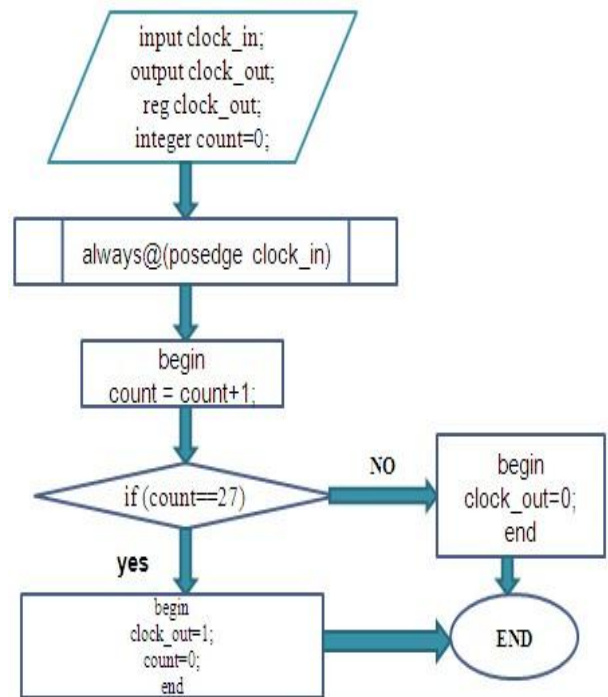 input clock_in;
output clock_out;
reg clock_out;
integer count=0;
always@(posedge clock_in)
begin
count = count+1;
if (count==27)
NO
begin
clock_out=0;
end
yes
begin
clock_out=1;
count=0;
end
END